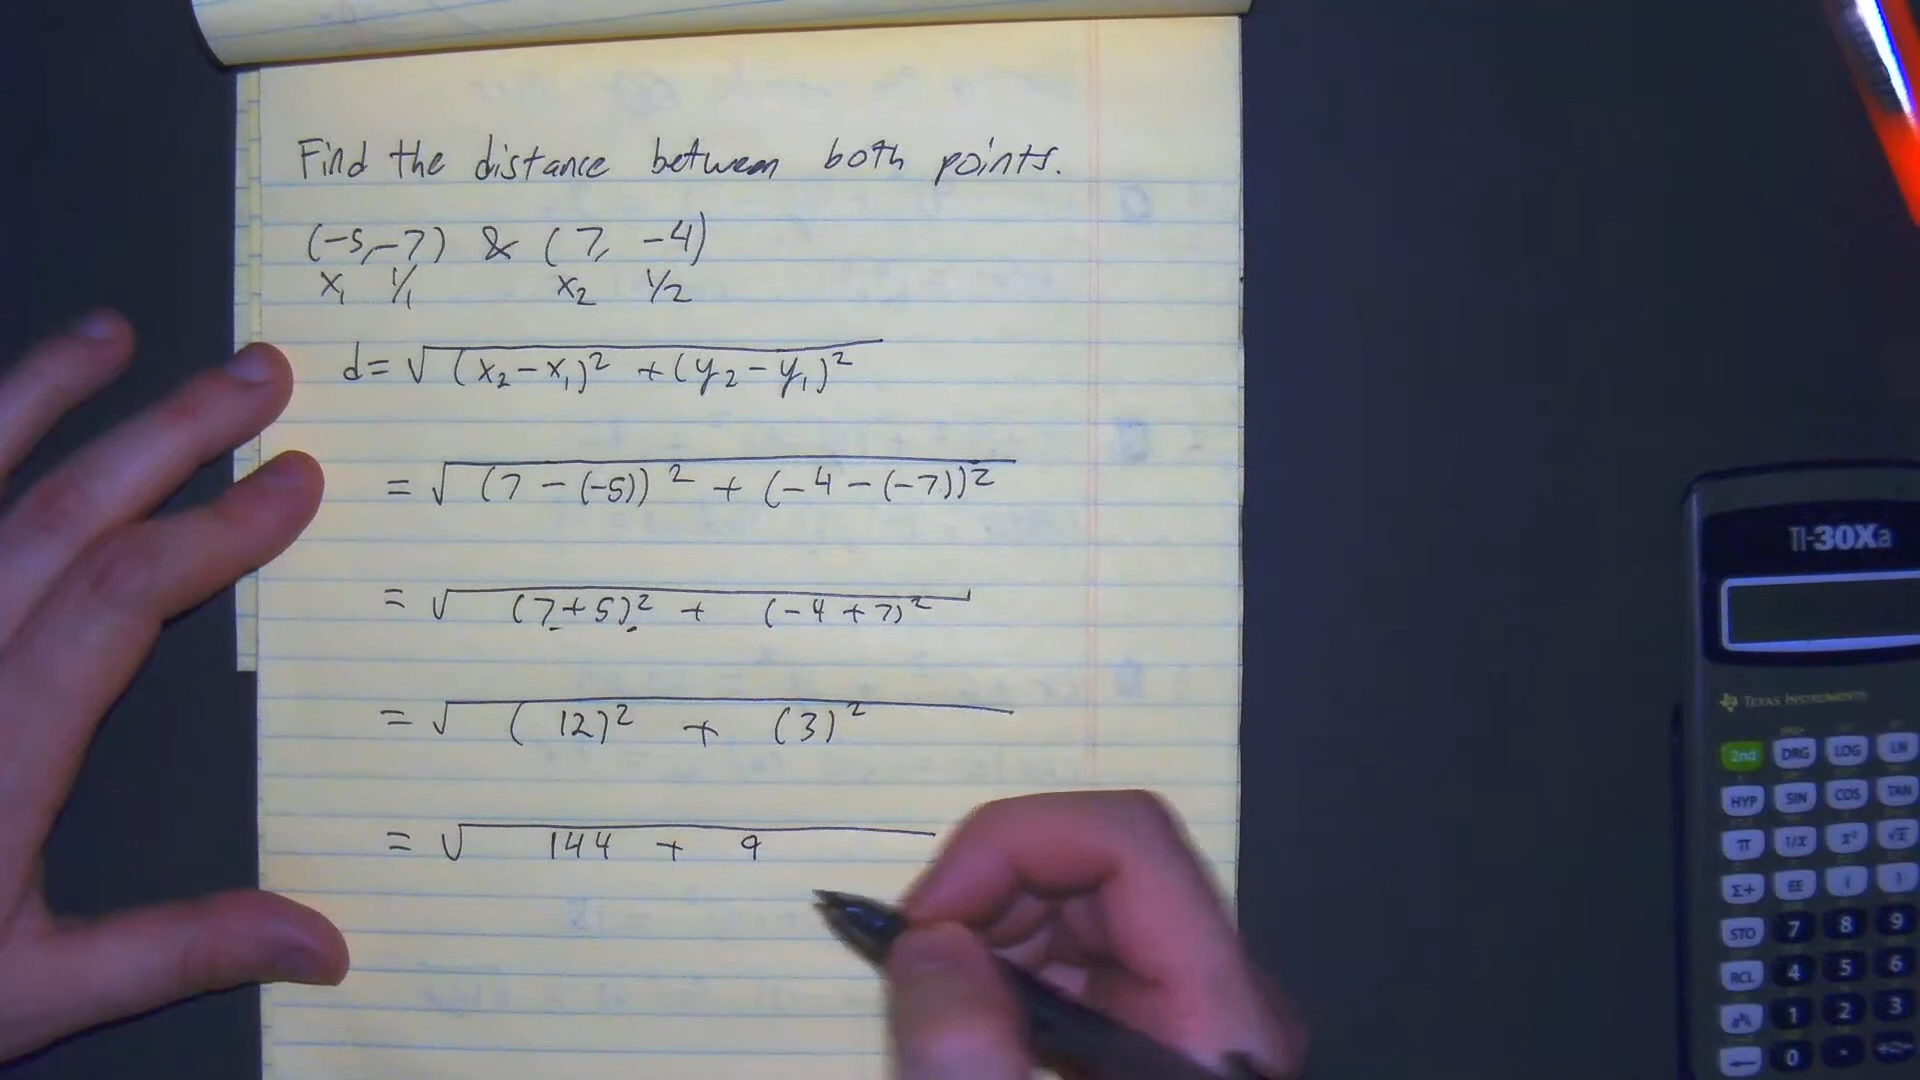 Find the distance between both points.
(-5,-7) & (7, -4)
x₁ y₁ x₂ y₂
d= √(x₂-x₁)² +(y₂-y₁)²
= √(7-(-5))² + (-4-(-7))²
= √(7+5)² + (-4+7)²
= √(12)² + (3)²
= √144 + 9
TI-30Xa
TEXAS INSTRUMENTS
2nd DRG LOG LN
HYP SIN COS TAN
π 1/x x² √x
Σ+ EE ( )
STO 7 8 9
RCL 4 5 6
1 2 3
← 0 .